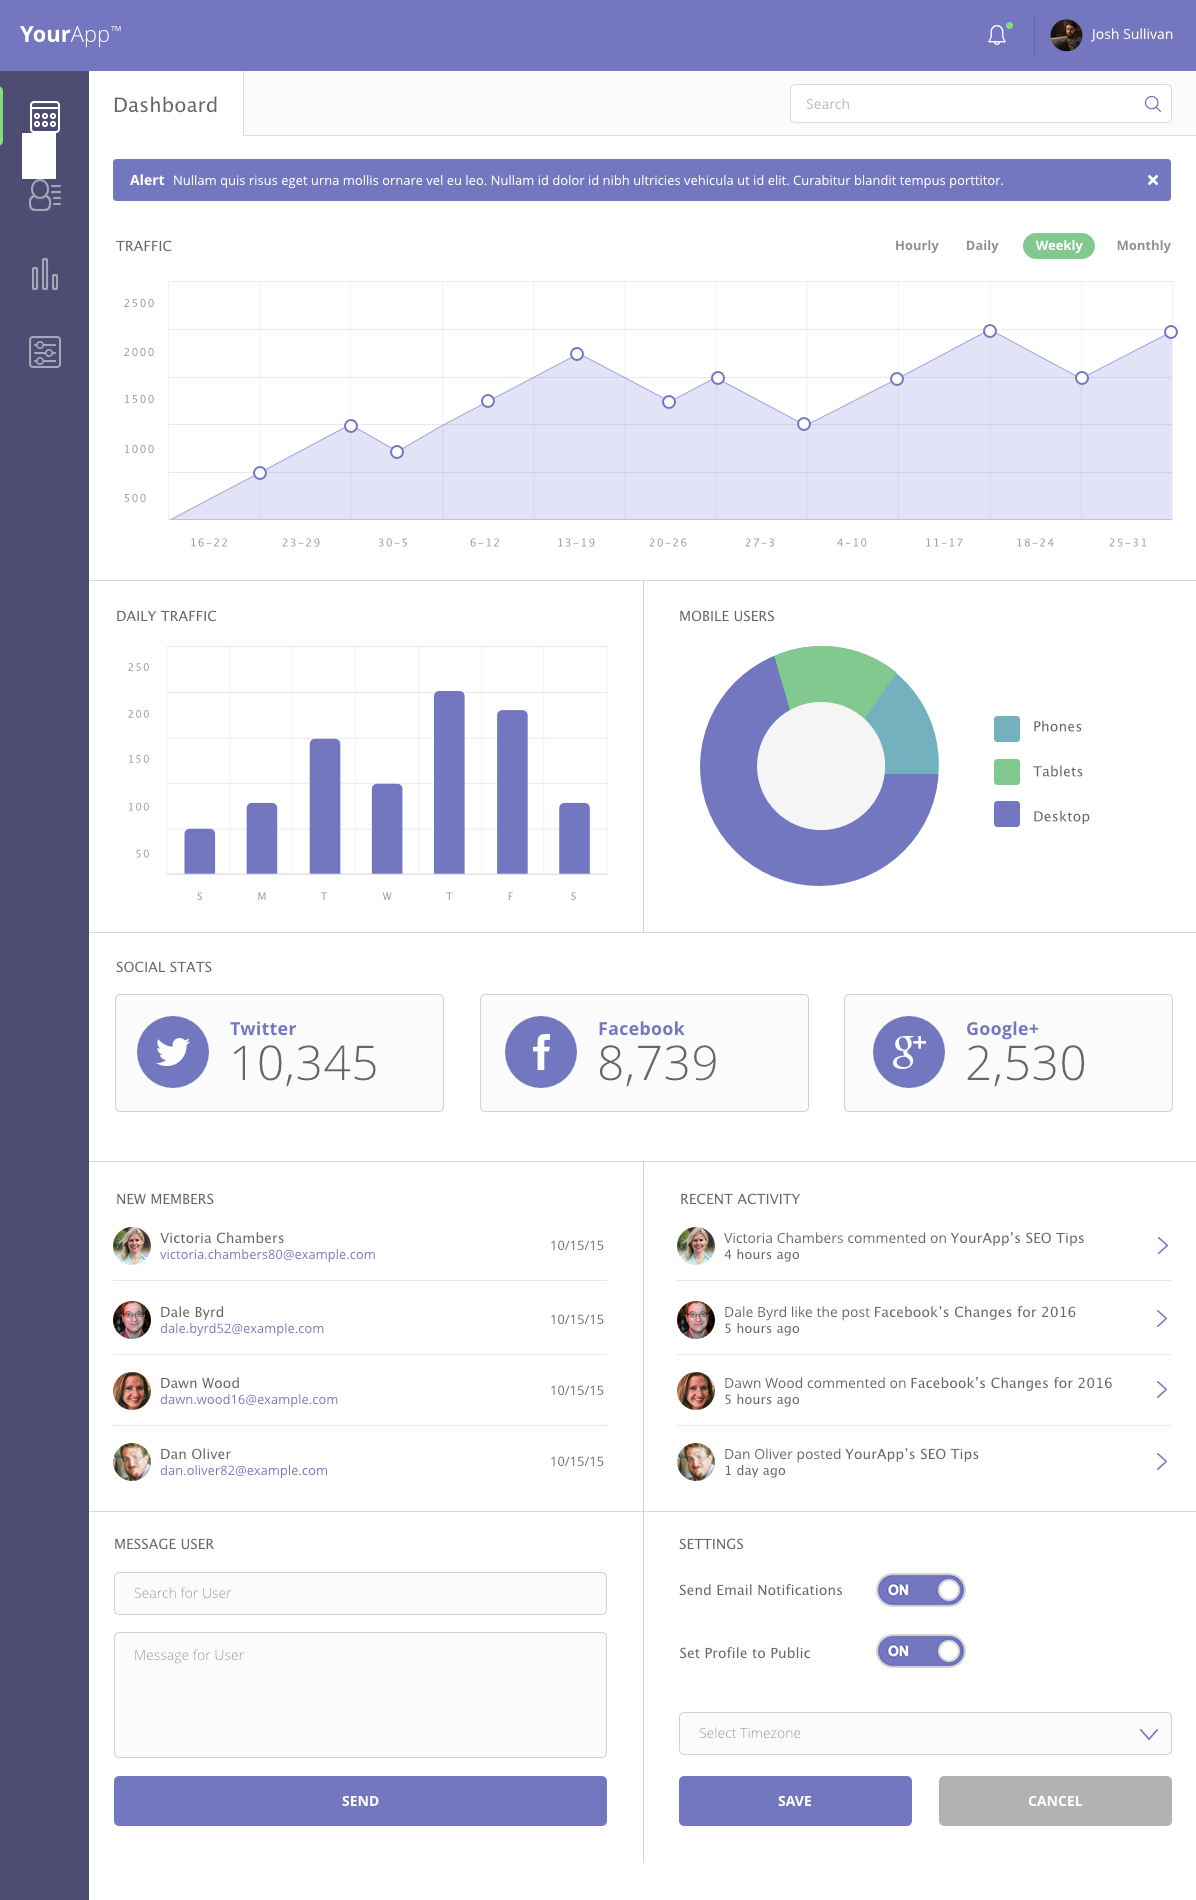 YourApp™
Josh Sullivan
Dashboard
Search
Alert Nullam quis risus eget urna mollis ornare vel eu leo. Nullam id dolor id nibh ultricies vehicula ut id elit. Curabitur blandit tempus porttitor.
TRAFFIC
Hourly Daily Weekly Monthly
2500
2000
1500
1000
500
16-22 23-29 30-5 6-12 13-19 20-26 27-3 4-10 11-17 18-24 25-31
DAILY TRAFFIC
250
200
150
100
50
S M T W T F S
MOBILE USERS
Phones
Tablets
Desktop
SOCIAL STATS
Twitter
10,345
Facebook
8,739
g+
Google+
2,530
NEW MEMBERS
Victoria Chambers
victoria.chambers80@example.com
10/15/15
Dale Byrd
dale.byrd52@example.com
10/15/15
Dawn Wood
dawn.wood16@example.com
10/15/15
Dan Oliver
dan.oliver82@example.com
10/15/15
RECENT ACTIVITY
Victoria Chambers commented on YourApp’s SEO Tips
4 hours ago
Dale Byrd like the post Facebook’s Changes for 2016
5 hours ago
Dawn Wood commented on Facebook’s Changes for 2016
5 hours ago
Dan Oliver posted YourApp’s SEO Tips
1 day ago
MESSAGE USER
Search for User
Message for User
SEND
SETTINGS
Send Email Notifications ON
Set Profile to Public ON
Select Timezone
SAVE CANCEL